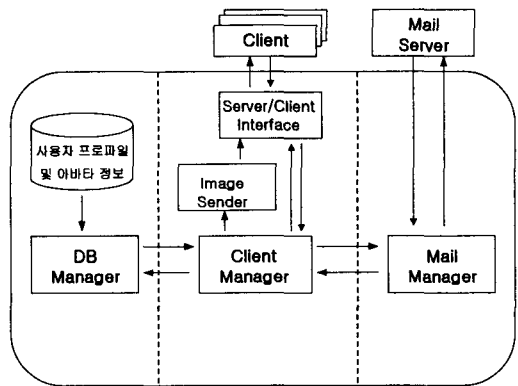 Client
Mail
Server
Server/Client
Interface
사용자 프로파일
및 아바타 정보
Image
Sender
DB
Manager
Client
Manager
Mail
Manager